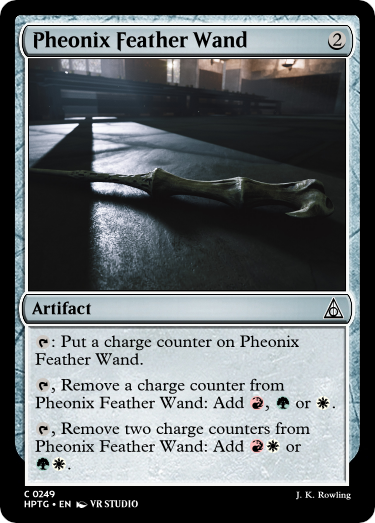 Pheonix Feather Wand 2
Artifact
: Put a charge counter on Pheonix
Feather Wand.
, Remove a charge counter from
Pheonix Feather Wand: Add , or .
, Remove two charge counters from
Pheonix Feather Wand: Add or
.
C 0249
HPTG • EN VR STUDIO
J. K. Rowling